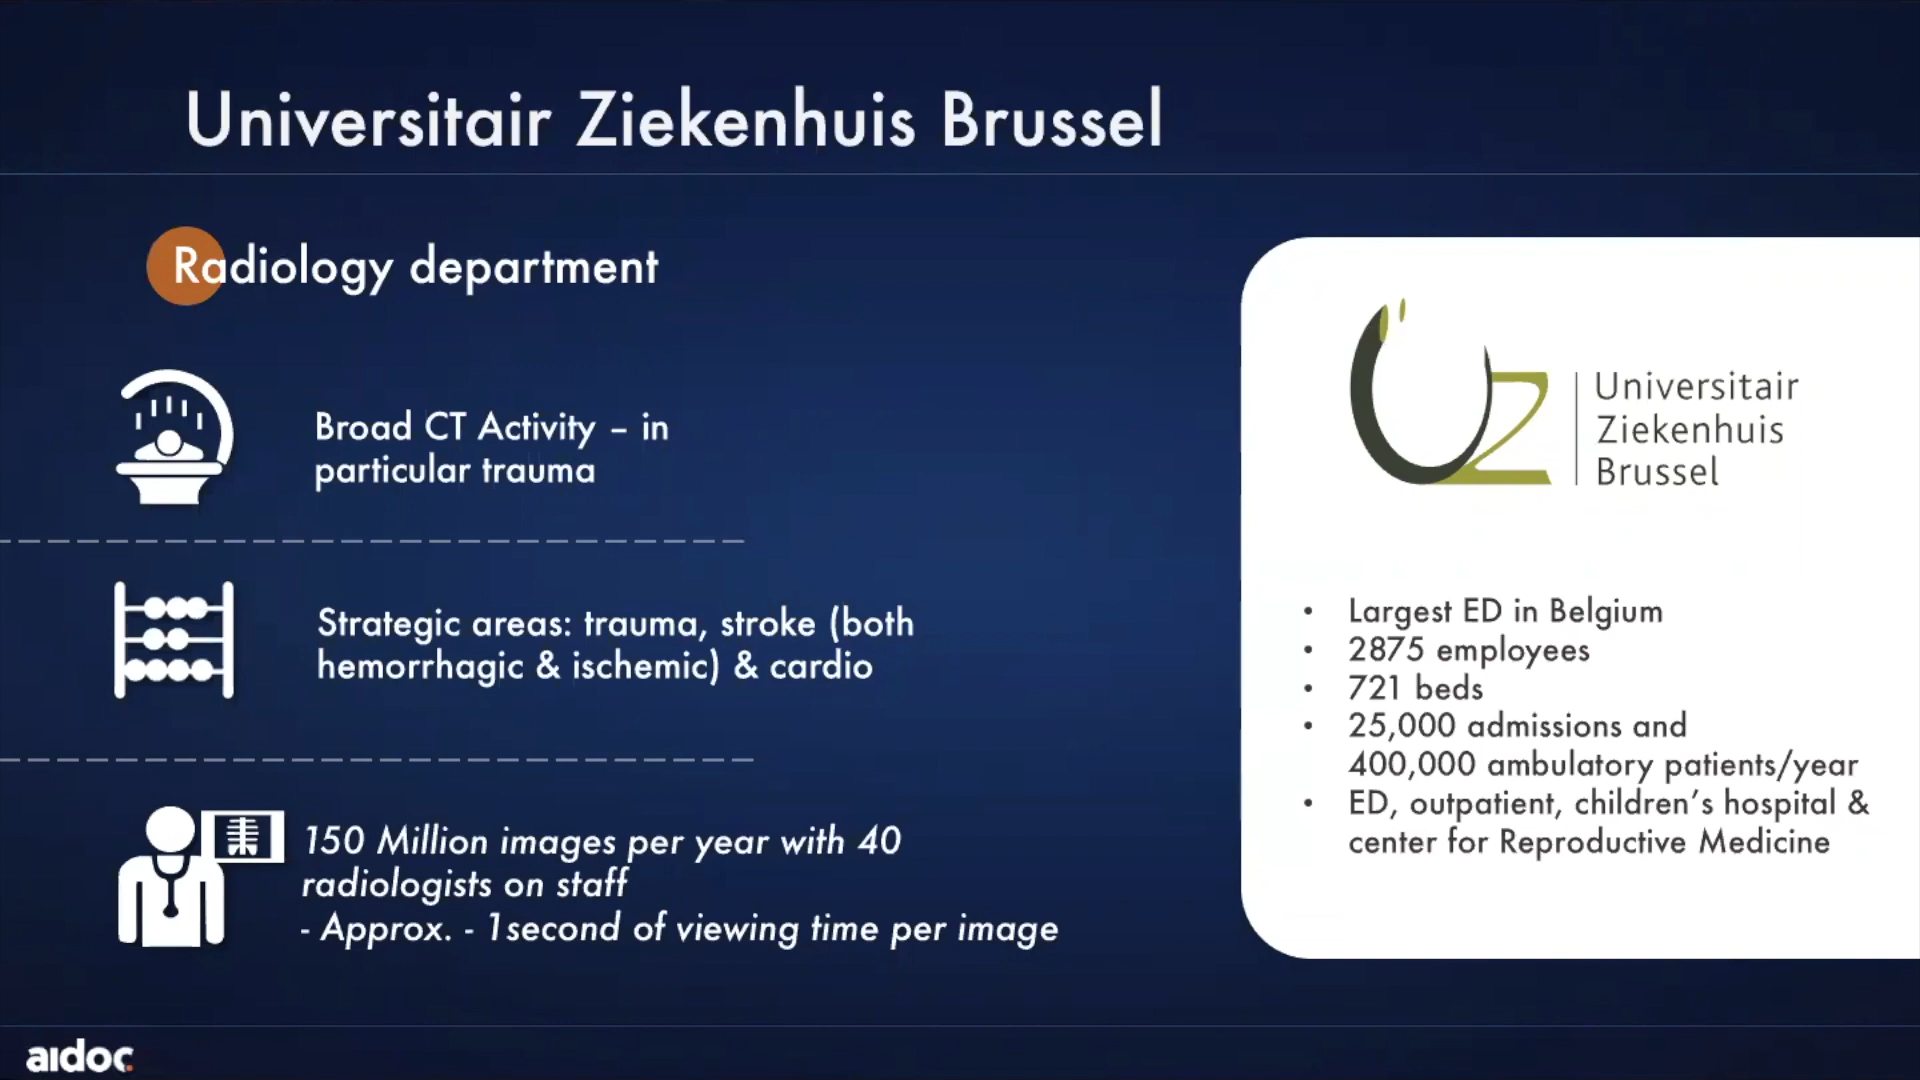 Universitair Ziekenhuis Brussel
Radiology department
Broad CT Activity – in
particular trauma
Strategic areas: trauma, stroke (both
hemorrhagic & ischemic) & cardio
150 Million images per year with 40
radiologists on staff
- Approx. - 1second of viewing time per image
UZ
Universitair
Ziekenhuis
Brussel
• Largest ED in Belgium
• 2875 employees
• 721 beds
• 25,000 admissions and
400,000 ambulatory patients/year
• ED, outpatient, children’s hospital &
center for Reproductive Medicine
aidoc